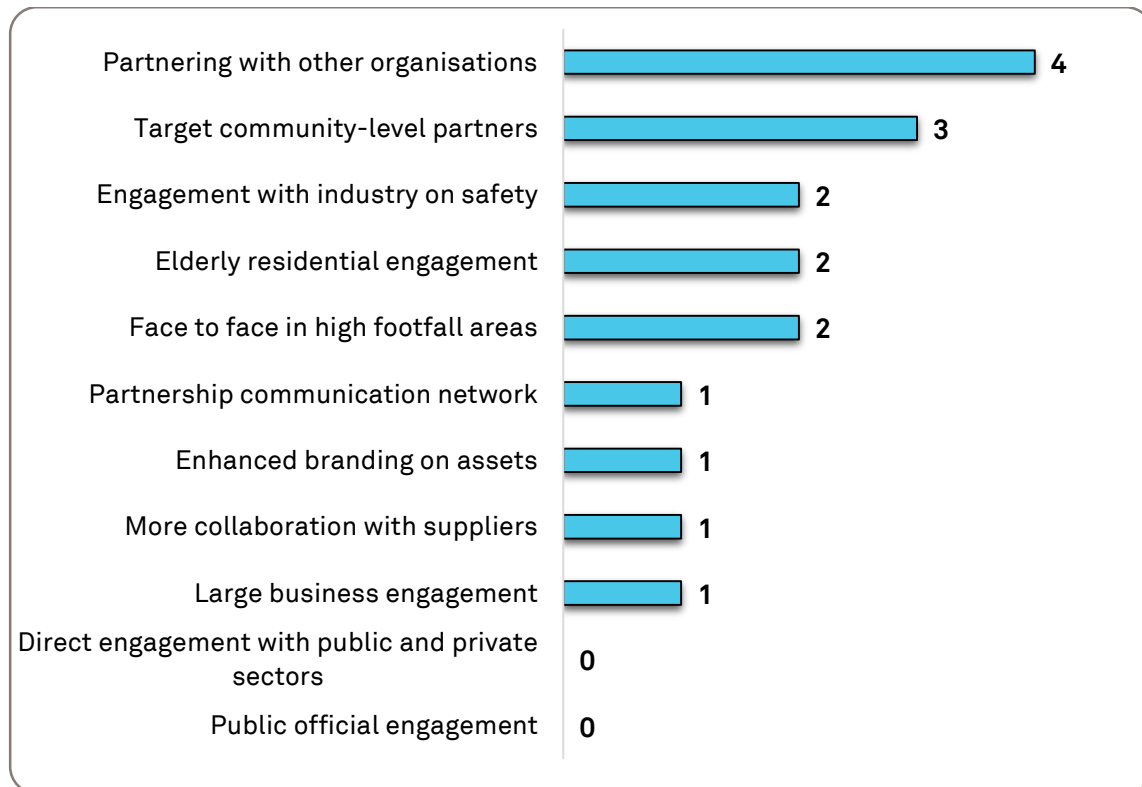 Partnering with other organisations 4
Target community-level partners 3
Engagement with industry on safety 2
Elderly residential engagement 2
Face to face in high footfall areas 2
Partnership communication network 1
Enhanced branding on assets 1
More collaboration with suppliers 1
Large business engagement 1
Direct engagement with public and private
sectors 0
Public official engagement 0